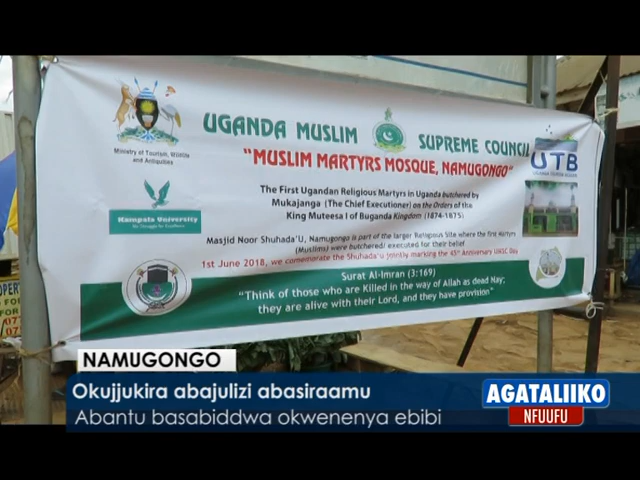 UGANDA MUSLIM SUPREME COUNCIL
"MUSLIM MARTYRS MOSQUE, NAMUGONGO"
Ministry of Tourism, Wildlife
and Antiquities
UTB
UGANDA TOURISM BOARD
Kampala University
The First Ugandan Religious Martyrs in Uganda butchered by
Mukajanga (The Chief Executioner) on the Orders of the
King Muteesa I of Buganda Kingdom (1874-1875)
Masjid Noor Shuhada'U, Namugongo is part of the larger Religious Site where the first Martyrs
(Muslims) were butchered/ executed for their belief
1st June 2018, we comemorate the Shuhada'u jointly marking the 45th Anniversary UMSC Day
Surat Al-Imran (3:169)
"Think of those who are Killed in the way of Allah as dead Nay;
they are alive with their Lord, and they have provision"
NAMUGONGO
Okujjukira abajulizi abasiraamu
Abantu basabiddwa okwenenya ebibi
AGATALIIKO
NFUUFU